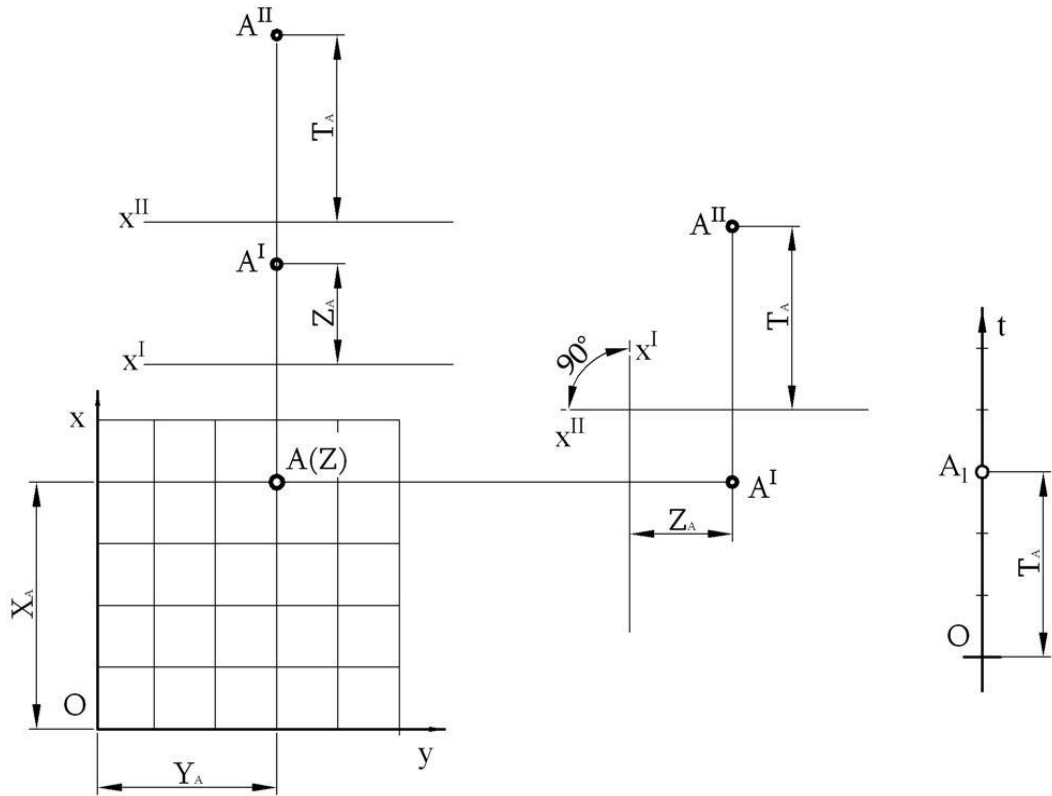 A^II
T_A
x^II
A^I
Z_A
x^I
x
A(Z)
X_A
O
y
Y_A
A^II
T_A
90°
x^I
x^II
A^I
Z_A
t
A_1
T_A
O